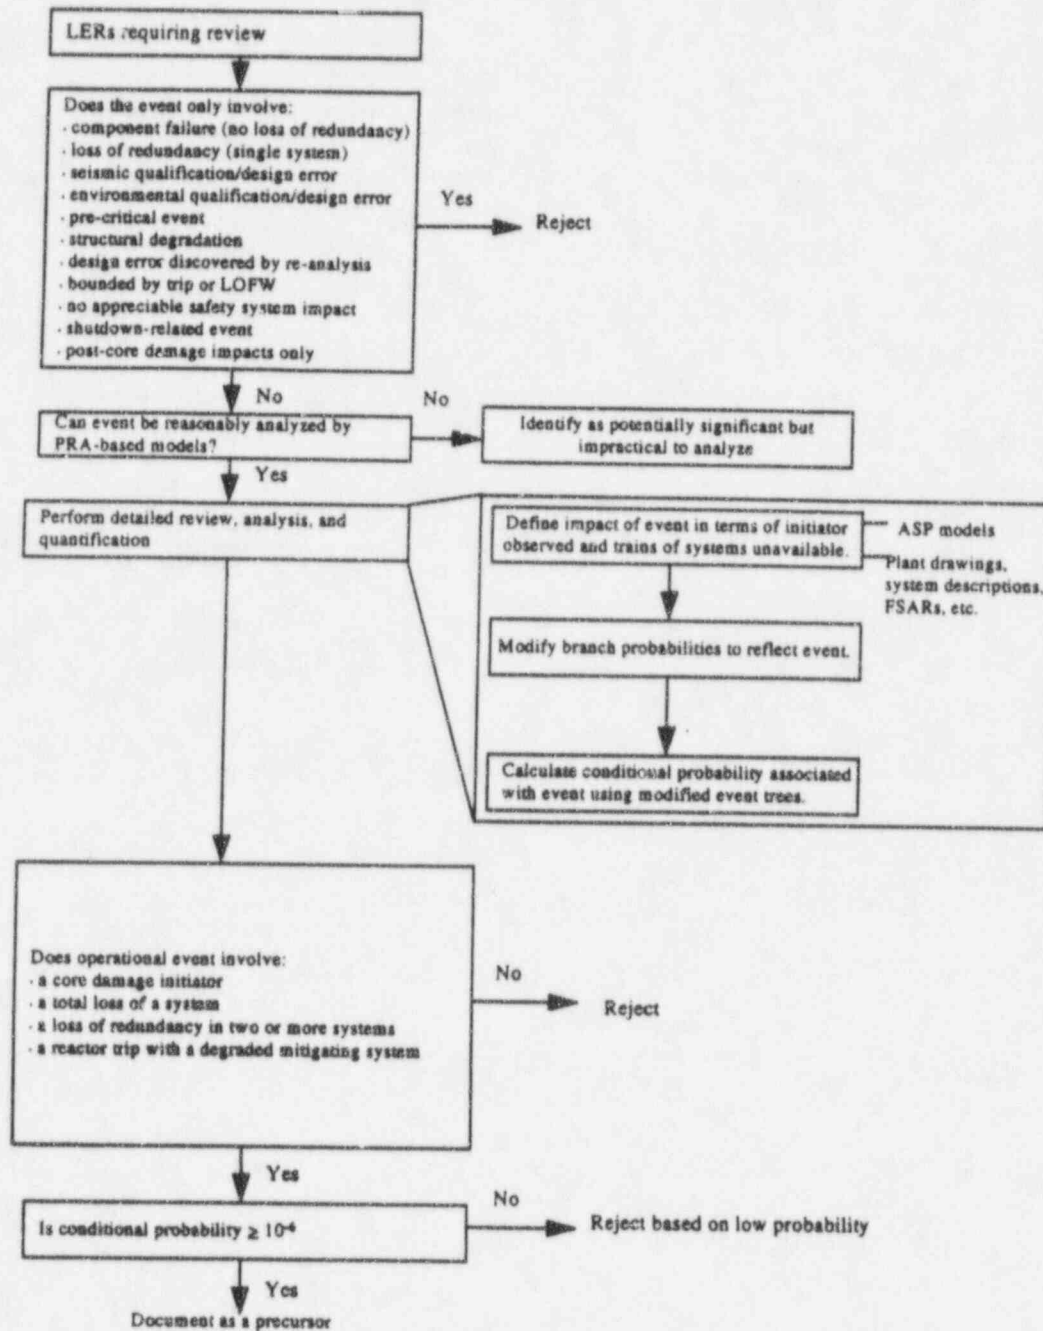 LERs requiring review
Does the event only involve:
· component failure (no loss of redundancy)
· loss of redundancy (single system)
· seismic qualification/design error
· environmental qualification/design error
· pre-critical event
· structural degradation
· design error discovered by re-analysis
· bounded by trip or LOFW
· no appreciable safety system impact
· shutdown-related event
· post-core damage impacts only
Yes
Reject
No
Can event be reasonably analyzed by
PRA-based models?
No
Identify as potentially significant but
impractical to analyze
Yes
Perform detailed review, analysis, and
quantification
Define impact of event in terms of initiator
observed and trains of systems unavailable.
ASP models
Plant drawings,
system descriptions,
FSARs, etc.
Modify branch probabilities to reflect event.
Calculate conditional probability associated
with event using modified event trees.
Does operational event involve:
· a core damage initiator
· a total loss of a system
· a loss of redundancy in two or more systems
· a reactor trip with a degraded mitigating system
No
Reject
Yes
Is conditional probability ≥ 10⁻⁶
No
Reject based on low probability
Yes
Document as a precursor